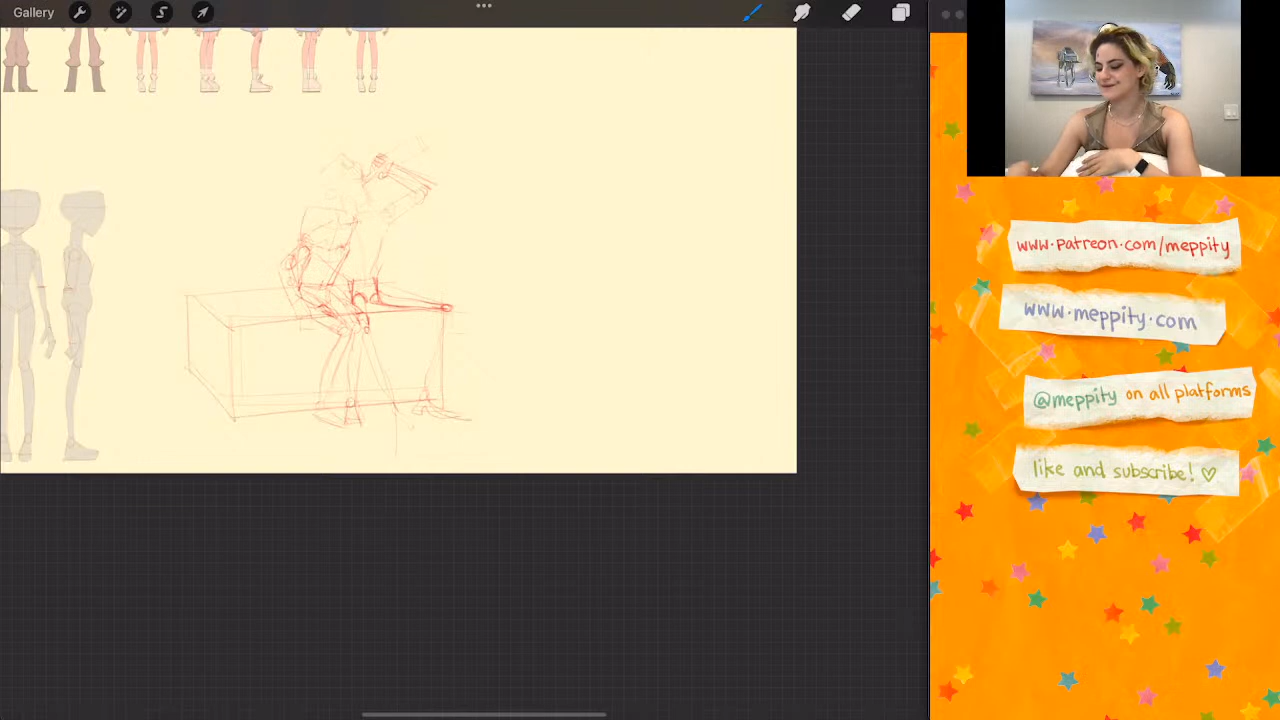 Gallery
www.patreon.com/meppity
www.meppity.com
@meppity on all platforms
like and subscribe! ♡